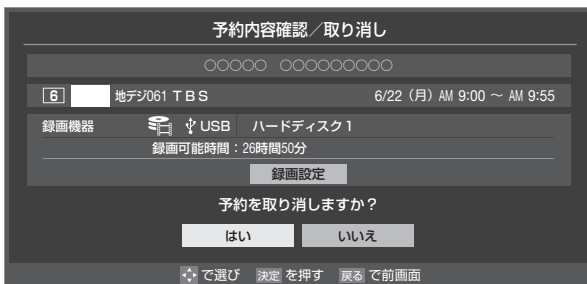 予約内容確認／取り消し
○○○○○ ○○○○○○○○○
6 地デジ061 TBS 6/22（月）AM 9:00 ～ AM 9:55
録画機器 USB ハードディスク1
録画可能時間：26時間50分
録画設定
予約を取り消しますか？
はい いいえ
で選び 決定 を押す 戻る で前画面